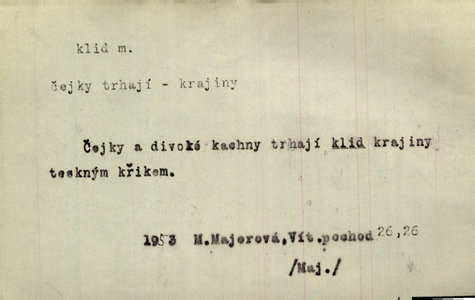 klid m.
čejky trhají - krajiny
Čejky a divoké kachny trhají klid krajiny
teskným křikem.
1953 M.Majerová,Vít.pochod 26,26
/Maj./